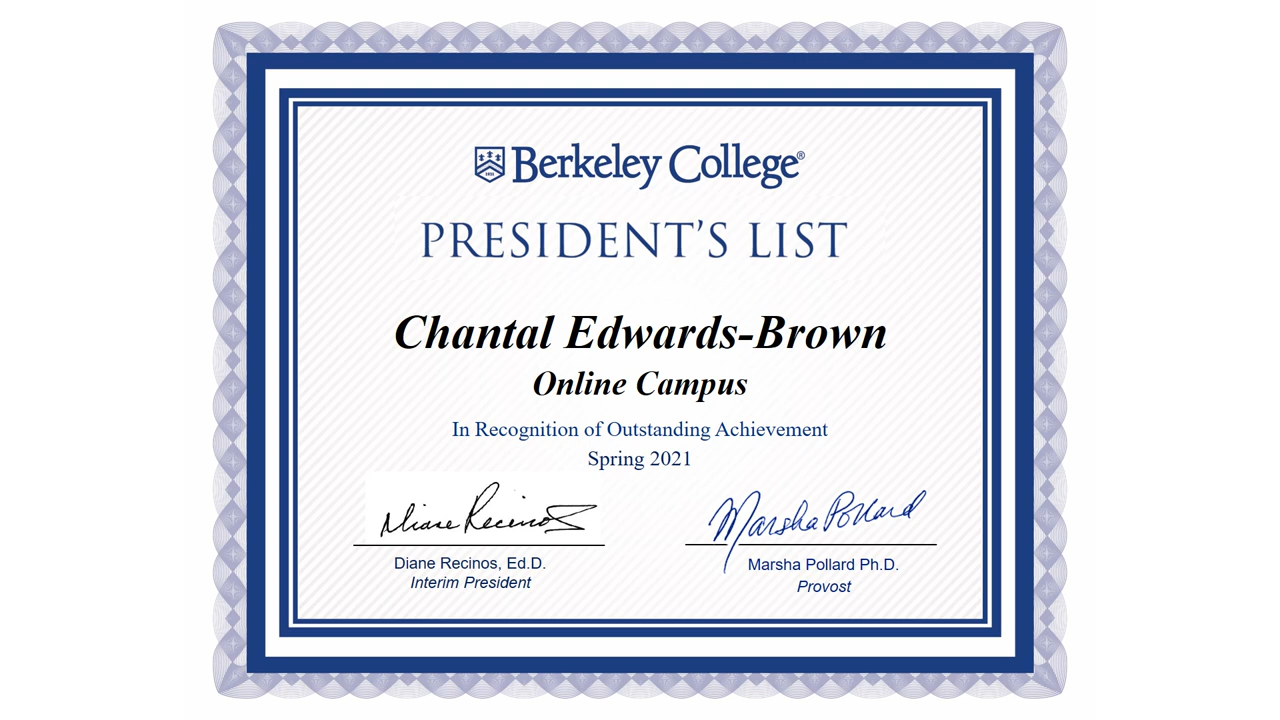 Berkeley College®
PRESIDENT'S LIST
Chantal Edwards-Brown
Online Campus
In Recognition of Outstanding Achievement
Spring 2021
Diane Recinos Marsha Pollard
Diane Recinos, Ed.D. Marsha Pollard Ph.D.
Interim President Provost